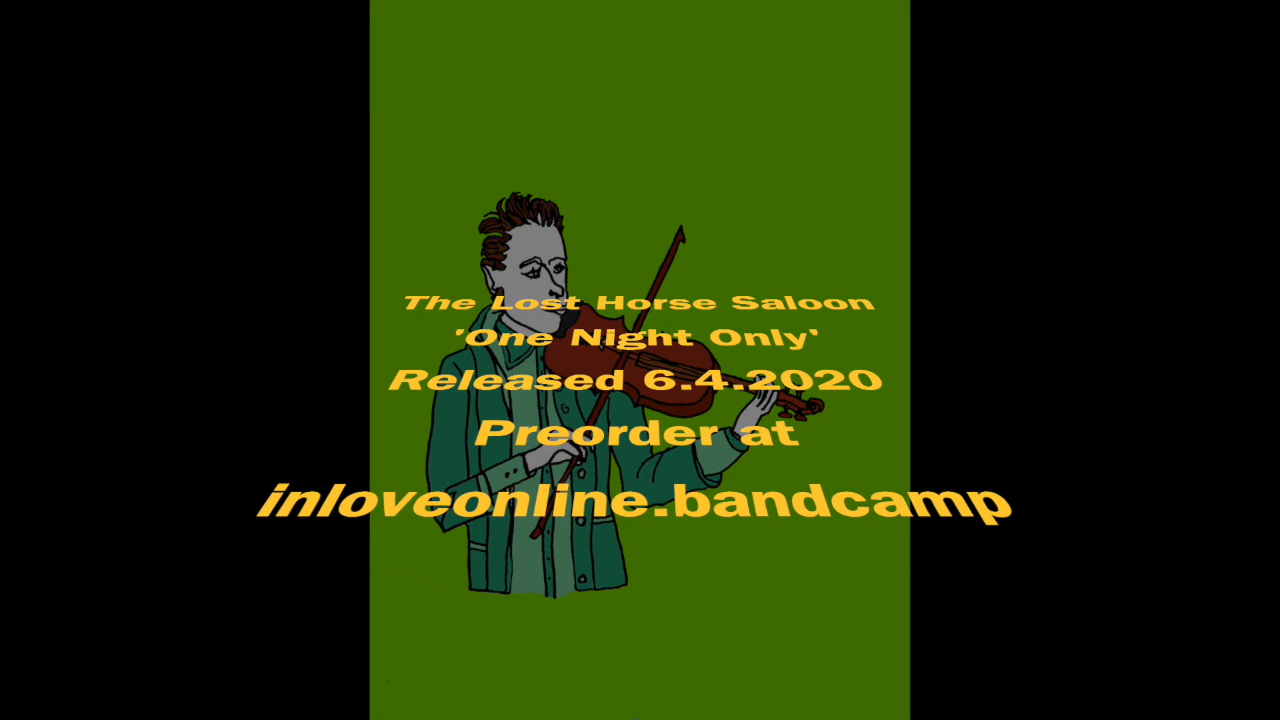 The Lost Horse Saloon
'One Night Only'
Released 6.4.2020
Preorder at
inloveonline.bandcamp